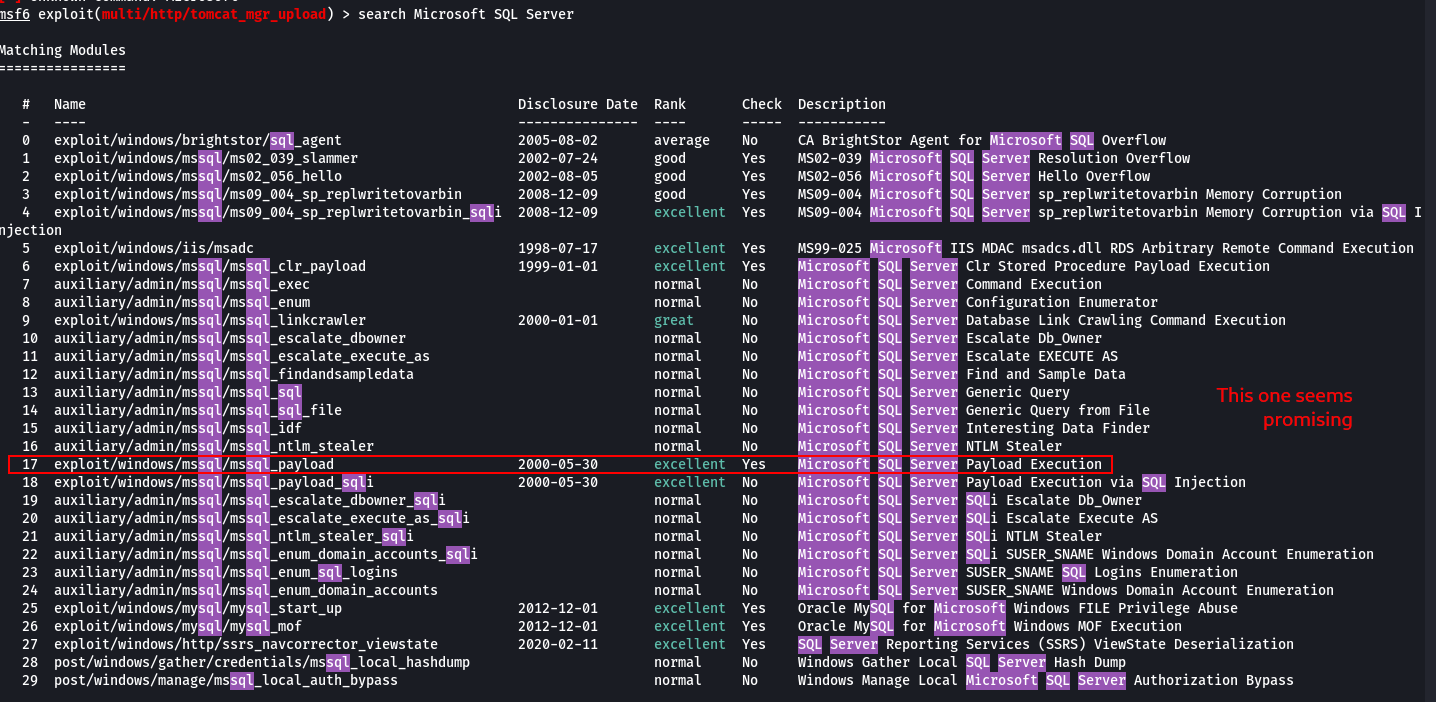 msf6 exploit(multi/http/tomcat_mgr_upload) > search Microsoft SQL Server
Matching Modules
================
#   Name   Disclosure Date   Rank   Check   Description
-   ----   ---------------   ----   -----   -----------
0   exploit/windows/brightstor/sql_agent   2005-08-02   average   No   CA BrightStor Agent for Microsoft SQL Overflow
1   exploit/windows/mssql/ms02_039_slammer   2002-07-24   good   Yes   MS02-039 Microsoft SQL Server Resolution Overflow
2   exploit/windows/mssql/ms02_056_hello   2002-08-05   good   Yes   MS02-056 Microsoft SQL Server Hello Overflow
3   exploit/windows/mssql/ms09_004_sp_replwritetovarbin   2008-12-09   good   Yes   MS09-004 Microsoft SQL Server sp_replwritetovarbin Memory Corruption
4   exploit/windows/mssql/ms09_004_sp_replwritetovarbin_sqli   2008-12-09   excellent   Yes   MS09-004 Microsoft SQL Server sp_replwritetovarbin Memory Corruption via SQL I
njection
5   exploit/windows/iis/msadc   1998-07-17   excellent   Yes   MS99-025 Microsoft IIS MDAC msadcs.dll RDS Arbitrary Remote Command Execution
6   exploit/windows/mssql/mssql_clr_payload   1999-01-01   excellent   Yes   Microsoft SQL Server Clr Stored Procedure Payload Execution
7   auxiliary/admin/mssql/mssql_exec   normal   No   Microsoft SQL Server Command Execution
8   auxiliary/admin/mssql/mssql_enum   normal   No   Microsoft SQL Server Configuration Enumerator
9   exploit/windows/mssql/mssql_linkcrawler   2000-01-01   great   No   Microsoft SQL Server Database Link Crawling Command Execution
10   auxiliary/admin/mssql/mssql_escalate_dbowner   normal   No   Microsoft SQL Server Escalate Db_Owner
11   auxiliary/admin/mssql/mssql_escalate_execute_as   normal   No   Microsoft SQL Server Escalate EXECUTE AS
12   auxiliary/admin/mssql/mssql_findandsampledata   normal   No   Microsoft SQL Server Find and Sample Data
13   auxiliary/admin/mssql/mssql_sql   normal   No   Microsoft SQL Server Generic Query
14   auxiliary/admin/mssql/mssql_sql_file   normal   No   Microsoft SQL Server Generic Query from File
This one seems
promising
15   auxiliary/admin/mssql/mssql_idf   normal   No   Microsoft SQL Server Interesting Data Finder
16   auxiliary/admin/mssql/mssql_ntlm_stealer   normal   No   Microsoft SQL Server NTLM Stealer
17   exploit/windows/mssql/mssql_payload   2000-05-30   excellent   Yes   Microsoft SQL Server Payload Execution
18   exploit/windows/mssql/mssql_payload_sqli   2000-05-30   excellent   No   Microsoft SQL Server Payload Execution via SQL Injection
19   auxiliary/admin/mssql/mssql_escalate_dbowner_sqli   normal   No   Microsoft SQL Server SQLi Escalate Db_Owner
20   auxiliary/admin/mssql/mssql_escalate_execute_as_sqli   normal   No   Microsoft SQL Server SQLi Escalate Execute AS
21   auxiliary/admin/mssql/mssql_ntlm_stealer_sqli   normal   No   Microsoft SQL Server SQLi NTLM Stealer
22   auxiliary/admin/mssql/mssql_enum_domain_accounts_sqli   normal   No   Microsoft SQL Server SQLi SUSER_SNAME Windows Domain Account Enumeration
23   auxiliary/admin/mssql/mssql_enum_sql_logins   normal   No   Microsoft SQL Server SUSER_SNAME SQL Logins Enumeration
24   auxiliary/admin/mssql/mssql_enum_domain_accounts   normal   No   Microsoft SQL Server SUSER_SNAME Windows Domain Account Enumeration
25   exploit/windows/mysql/mysql_start_up   2012-12-01   excellent   Yes   Oracle MySQL for Microsoft Windows FILE Privilege Abuse
26   exploit/windows/mysql/mysql_mof   2012-12-01   excellent   Yes   Oracle MySQL for Microsoft Windows MOF Execution
27   exploit/windows/http/ssrs_navcorrector_viewstate   2020-02-11   excellent   Yes   SQL Server Reporting Services (SSRS) ViewState Deserialization
28   post/windows/gather/credentials/mssql_local_hashdump   normal   No   Windows Gather Local SQL Server Hash Dump
29   post/windows/manage/mssql_local_auth_bypass   normal   No   Windows Manage Local Microsoft SQL Server Authorization Bypass